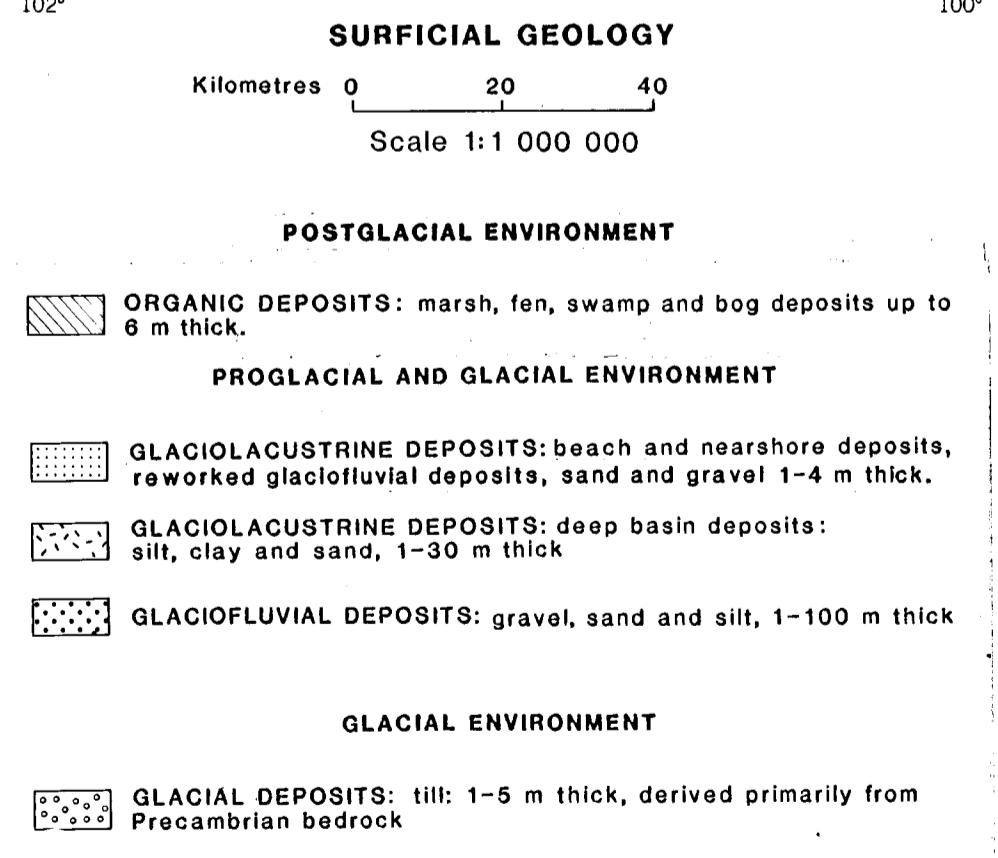 102° 100°
SURFICIAL GEOLOGY
Kilometres 0 20 40
Scale 1:1 000 000
POSTGLACIAL ENVIRONMENT
ORGANIC DEPOSITS: marsh, fen, swamp and bog deposits up to
6 m thick.
PROGLACIAL AND GLACIAL ENVIRONMENT
GLACIOLACUSTRINE DEPOSITS: beach and nearshore deposits,
reworked glaciofluvial deposits, sand and gravel 1-4 m thick.
GLACIOLACUSTRINE DEPOSITS: deep basin deposits:
silt, clay and sand, 1-30 m thick
GLACIOFLUVIAL DEPOSITS: gravel, sand and silt, 1-100 m thick
GLACIAL ENVIRONMENT
GLACIAL DEPOSITS: till: 1-5 m thick, derived primarily from
Precambrian bedrock